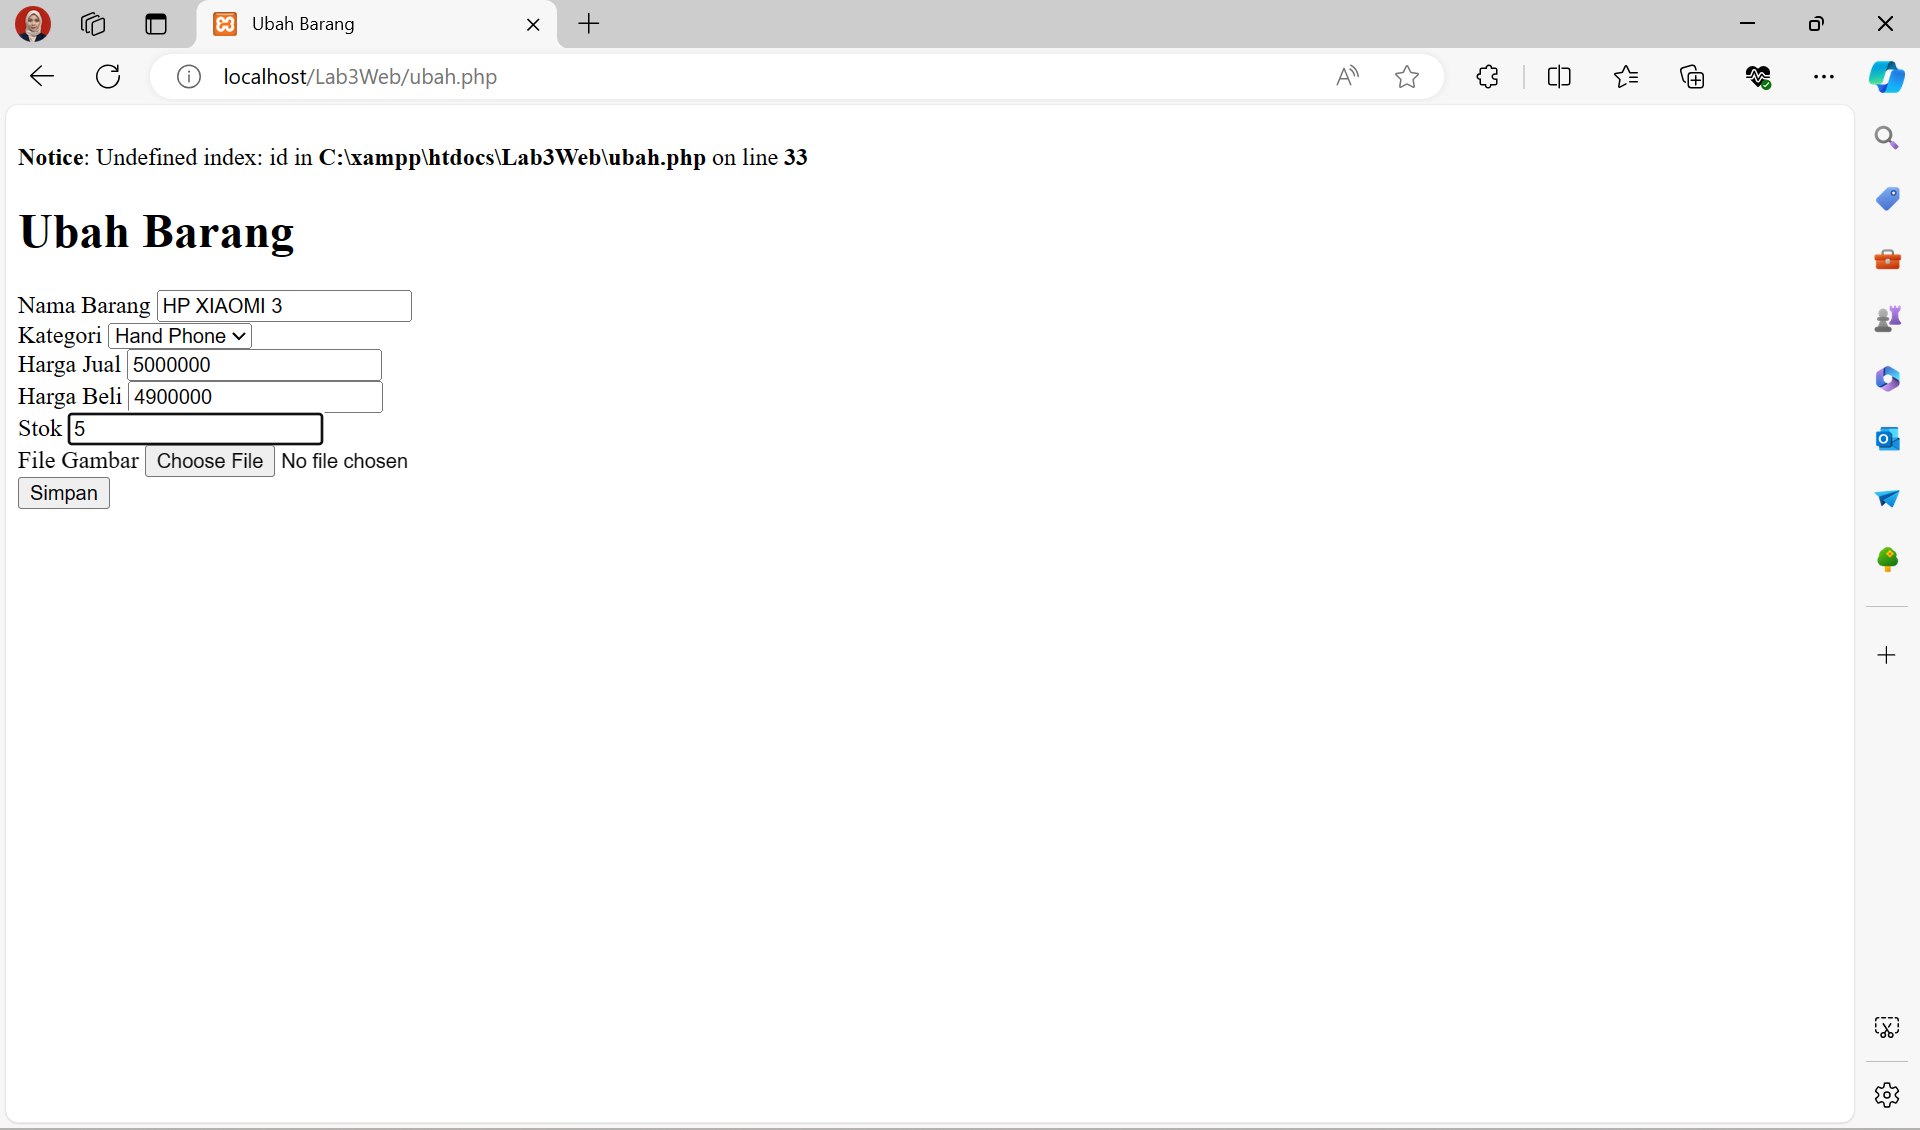 Ubah Barang
localhost/Lab3Web/ubah.php
Notice: Undefined index: id in C:\xampp\htdocs\Lab3Web\ubah.php on line 33
Ubah Barang
Nama Barang HP XIAOMI 3
Kategori Hand Phone
Harga Jual 5000000
Harga Beli 4900000
Stok 5
File Gambar Choose File No file chosen
Simpan